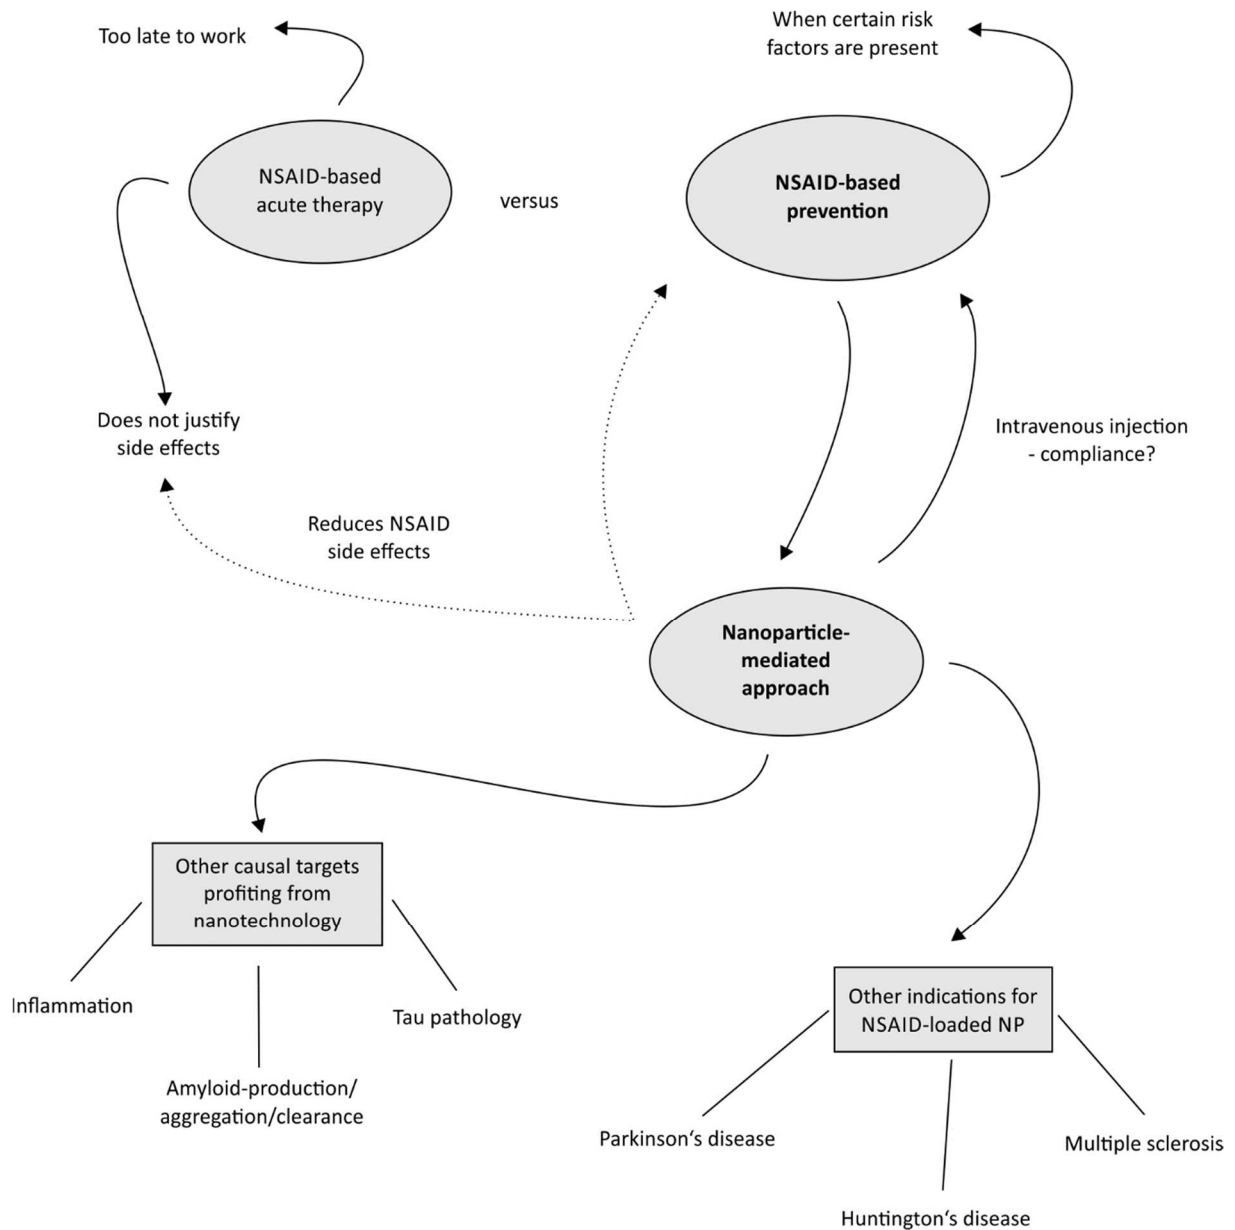 Too late to work
When certain risk
factors are present
NSAID-based
acute therapy
versus
NSAID-based
prevention
Does not justify
side effects
Intravenous injection
- compliance?
Reduces NSAID
side effects
Nanoparticle-
mediated
approach
Other causal targets
profiting from
nanotechnology
Inflammation
Tau pathology
Amyloid-production/
aggregation/clearance
Other indications for
NSAID-loaded NP
Parkinson‘s disease
Multiple sclerosis
Huntington‘s disease